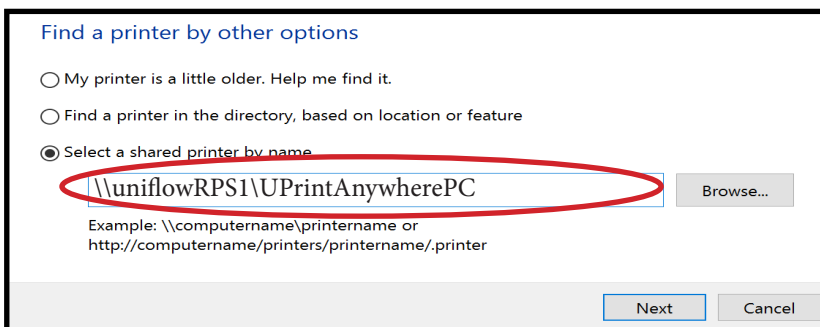 Find a printer by other options
My printer is a little older. Help me find it.
Find a printer in the directory, based on location or feature
Select a shared printer by name
\\uniflowRPS1\UPrintAnywherePC
Browse...
Example: \\computername\printername or
http://computername/printers/printername/.printer
Next
Cancel